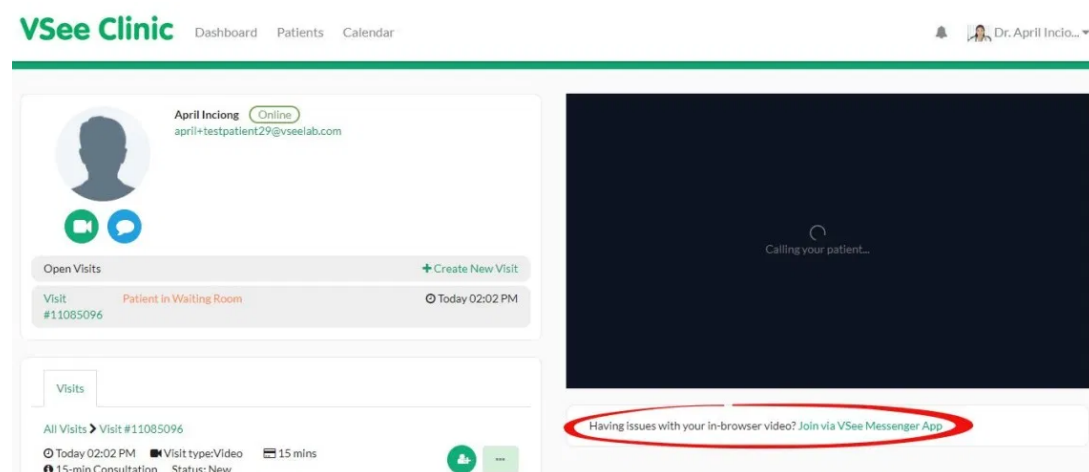 VSee Clinic Dashboard Patients Calendar Dr. April Incio...
April Inciong Online
april+testpatient29@vseelab.com
Calling your patient...
Open Visits + Create New Visit
Visit Patient in Waiting Room Today 02:02 PM
#11085096
Visits
Having issues with your in-browser video? Join via VSee Messenger App
All Visits > Visit #11085096
Today 02:02 PM Visit type:Video 15 mins
15-min Consultation Status: New